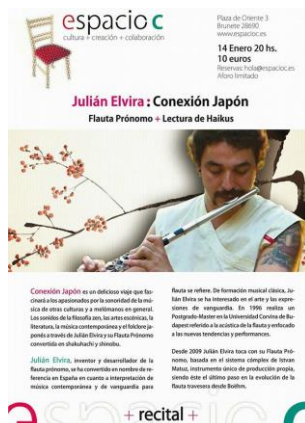 espacio c
cultura + creación + colaboración
Plaza de Oriente 3
Brunete 28690
www.espacioc.es
14 Enero 20 hs.
10 euros
Reservas: hola@espacioc.es
Aforo limitado
Julián Elvira : Conexión Japón
Flauta Prónomo + Lectura de Haikus
Conexión Japón es un delicioso viaje que fas-
cinará a los apasionados por la sonoridad de la mú-
sica de otras culturas y a melómanos en general.
Los sonidos de la filosofía zen, las artes escénicas, la
literatura, la música contemporánea y el folclore ja-
ponés a través de Julián Elvira y su Flauta Prónomo
convertida en shakuhachi y shinobu.
Julián Elvira, inventor y desarrollador de la
flauta prónomo, se ha convertido en nombre de re-
ferencia en España en cuanto a interpretación de
música contemporánea y de vanguardia para
flauta se refiere. De formación musical clásica, Ju-
lián Elvira se ha interesado en el arte y las expre-
siones de vanguardia. En 1996 realiza un
Postgrado-Master en la Universidad Corvina de Bu-
dapest referido a la acústica de la flauta y enfocado
a las nuevas tendencias y performances.
Desde 2009 Julián Elvira toca con su Flauta Pró-
nomo, basada en el sistema cómples de Istvan
Matuz, instrumento único de producción propia,
siendo éste el último paso en la evolución de la
flauta travesera desde Boëhm.
+ recital +